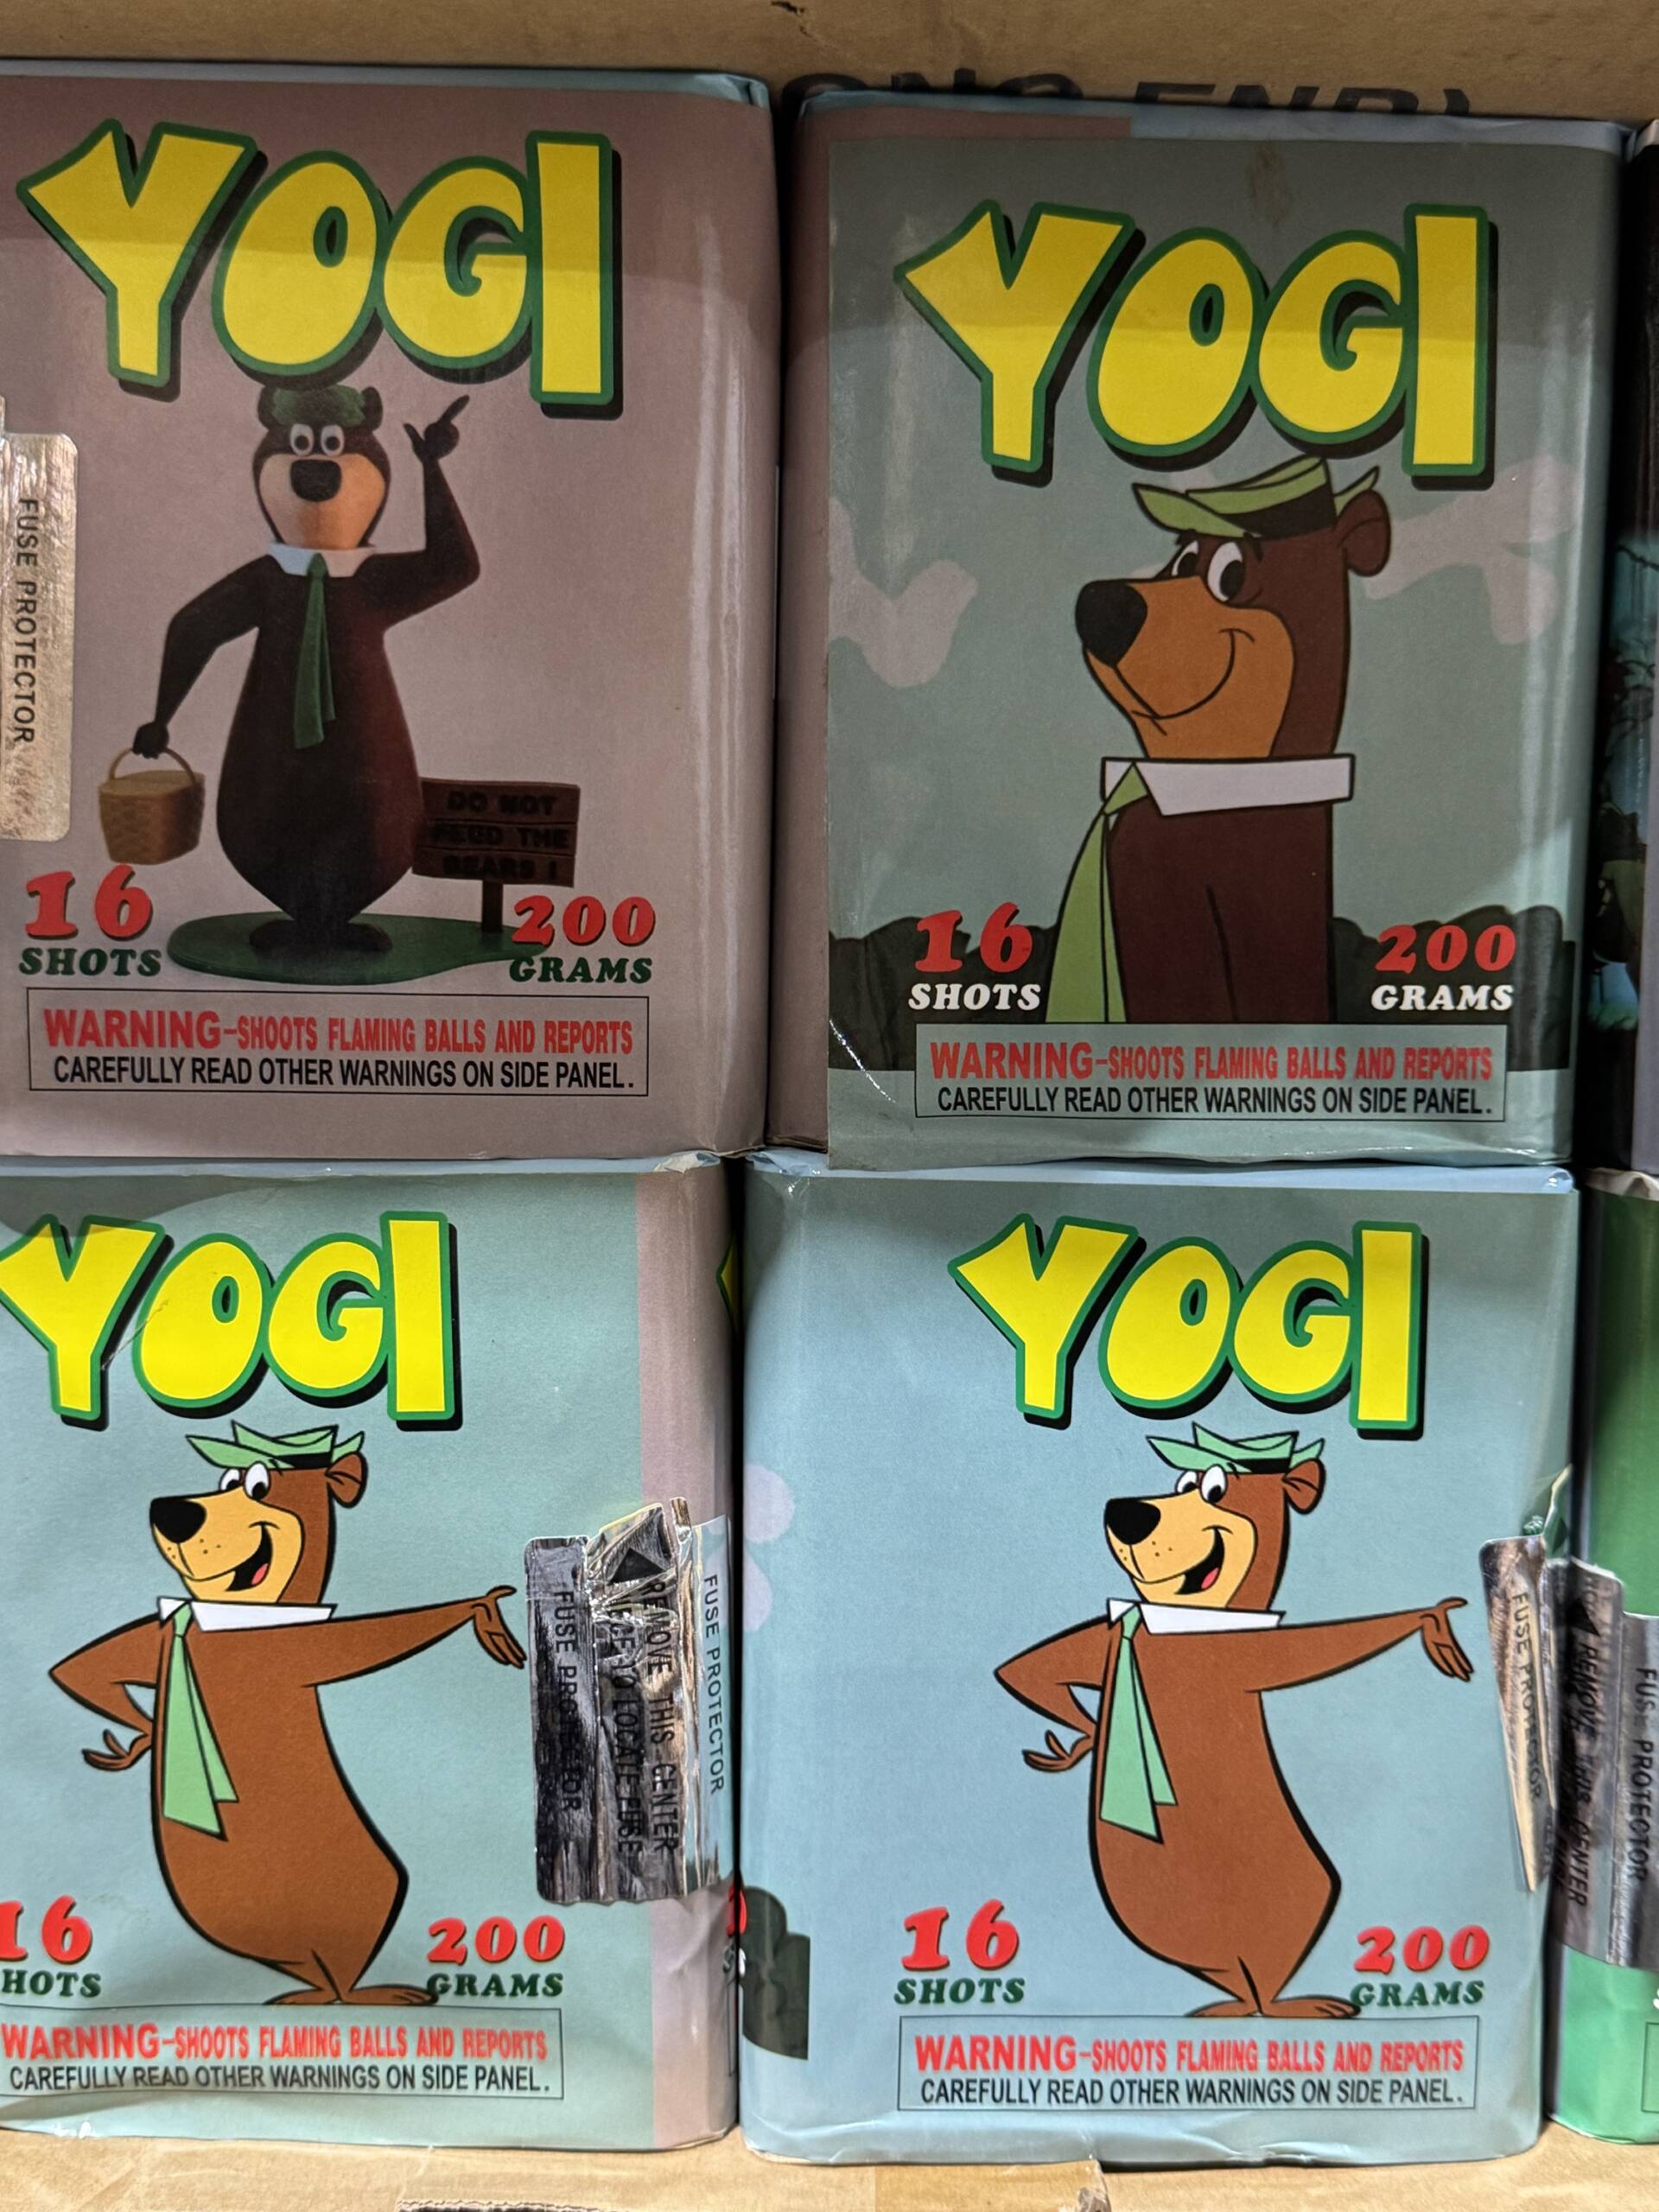 YOGI
FUSE PROTECTOR
DO NOT
FEED THE
BEARS !
16
SHOTS
200
GRAMS
WARNING-SHOOTS FLAMING BALLS AND REPORTS
CAREFULLY READ OTHER WARNINGS ON SIDE PANEL.
YOGI
16
SHOTS
200
GRAMS
WARNING-SHOOTS FLAMING BALLS AND REPORTS
CAREFULLY READ OTHER WARNINGS ON SIDE PANEL.
YOGI
FUSE PROTECTOR
REMOVE THIS CENTER
TO LOCATE FUSE
FUSE PROTECTOR
16
HOTS
200
GRAMS
WARNING-SHOOTS FLAMING BALLS AND REPORTS
CAREFULLY READ OTHER WARNINGS ON SIDE PANEL.
YOGI
FUSE PROTECTOR
REMOVE THIS CENTER
FUS PROTECTOR
16
SHOTS
200
GRAMS
WARNING-SHOOTS FLAMING BALLS AND REPORTS
CAREFULLY READ OTHER WARNINGS ON SIDE PANEL.